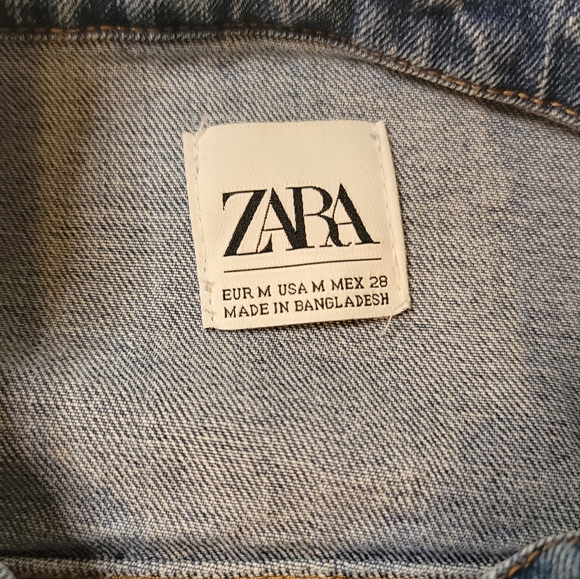 ZARA
EUR M USA M MEX 28
MADE IN BANGLADESH